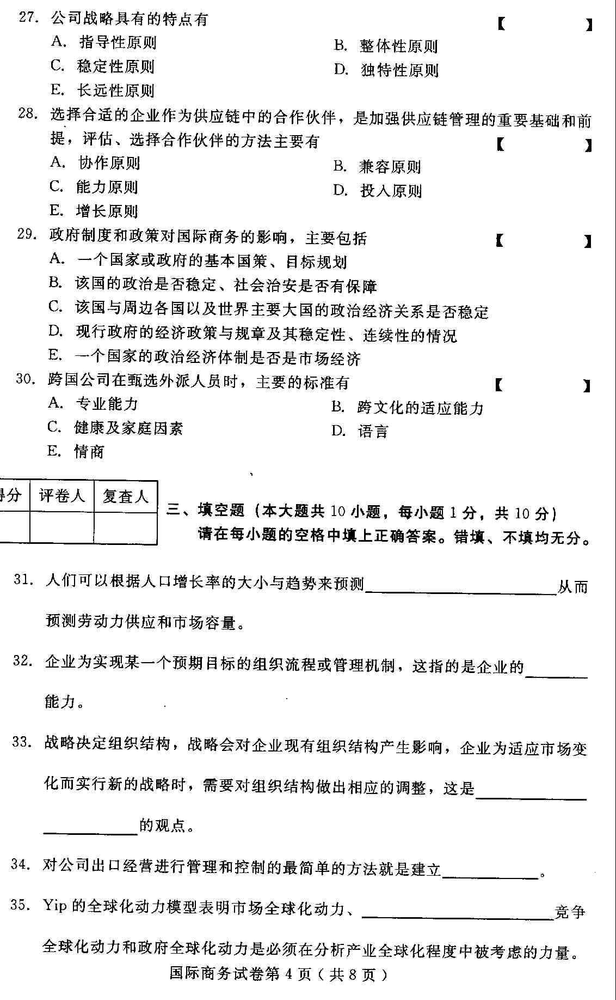 27. 公司战略具有的特点有 【 】
A. 指导性原则 B. 整体性原则
C. 稳定性原则 D. 独特性原则
E. 长远性原则
28. 选择合适的企业作为供应链中的合作伙伴，是加强供应链管理的重要基础和前
提，评估、选择合作伙伴的方法主要有 【 】
A. 协作原则 B. 兼容原则
C. 能力原则 D. 投入原则
E. 增长原则
29. 政府制度和政策对国际商务的影响，主要包括 【 】
A. 一个国家或政府的基本国策、目标规划
B. 该国的政治是否稳定、社会治安是否有保障
C. 该国与周边各国以及世界主要大国的政治经济关系是否稳定
D. 现行政府的经济政策与规章及其稳定性、连续性的情况
E. 一个国家的政治经济体制是否是市场经济
30. 跨国公司在甄选外派人员时，主要的标准有 【 】
A. 专业能力 B. 跨文化的适应能力
C. 健康及家庭因素 D. 语言
E. 情商
得分 评卷人 复查人
三、填空题（本大题共 10 小题，每小题 1 分，共 10 分）
请在每小题的空格中填上正确答案。错填、不填均无分。
31. 人们可以根据人口增长率的大小与趋势来预测________从而
预测劳动力供应和市场容量。
32. 企业为实现某一个预期目标的组织流程或管理机制，这指的是企业的________
能力。
33. 战略决定组织结构，战略会对企业现有组织结构产生影响，企业为适应市场变
化而实行新的战略时，需要对组织结构做出相应的调整，这是________
________的观点。
34. 对公司出口经营进行管理和控制的最简单的方法就是建立________。
35. Yip 的全球化动力模型表明市场全球化动力、________竞争
全球化动力和政府全球化动力是必须在分析产业全球化程度中被考虑的力量。
国际商务试卷第 4 页（共 8 页）